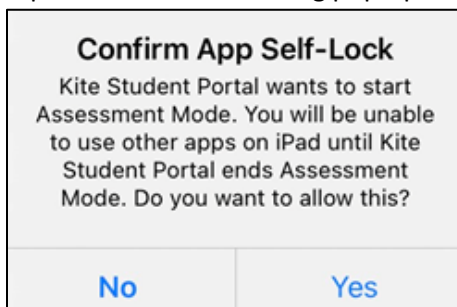 Confirm App Self-Lock
Kite Student Portal wants to start
Assessment Mode. You will be unable
to use other apps on iPad until Kite
Student Portal ends Assessment
Mode. Do you want to allow this?
No
Yes